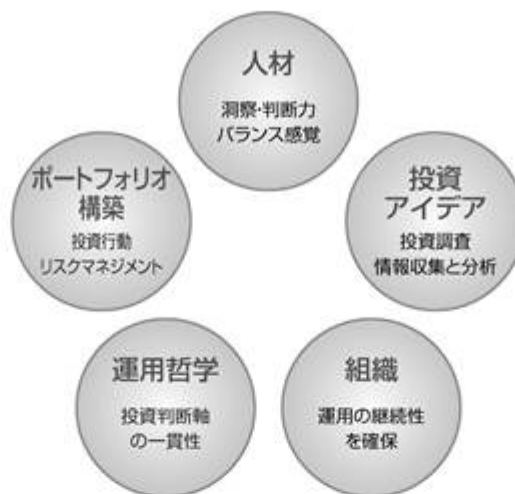 人材
洞察・判断力
バランス感覚
ポートフォリオ
構築
投資行動
リスクマネジメント
投資
アイデア
投資調査
情報収集と分析
運用哲学
投資判断軸
の一貫性
組織
運用の継続性
を確保